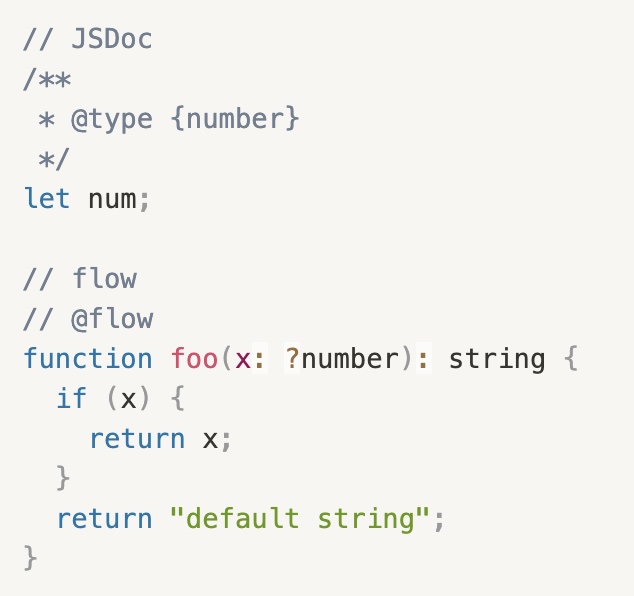 // JSDoc
/**
 * @type {number}
 */
let num;

// flow
// @flow
function foo(x: ?number): string {
  if (x) {
    return x;
  }
  return "default string";
}